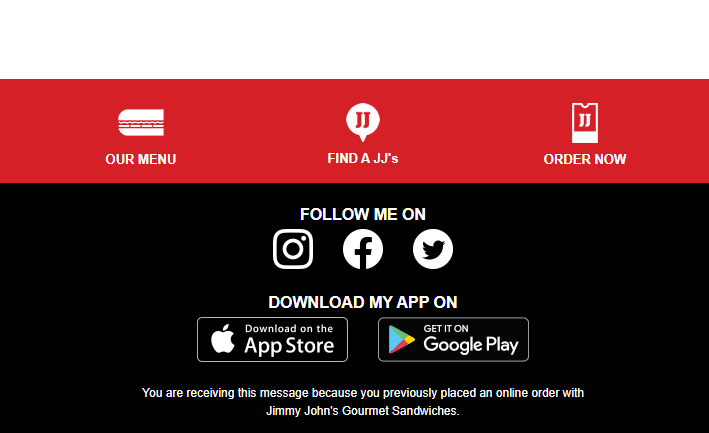 JJ
JJ
OUR MENU
FIND A JJ's
ORDER NOW
FOLLOW ME ON
DOWNLOAD MY APP ON
Download on the
App Store
GET IT ON
Google Play
You are receiving this message because you previously placed an online order with
Jimmy John's Gourmet Sandwiches.